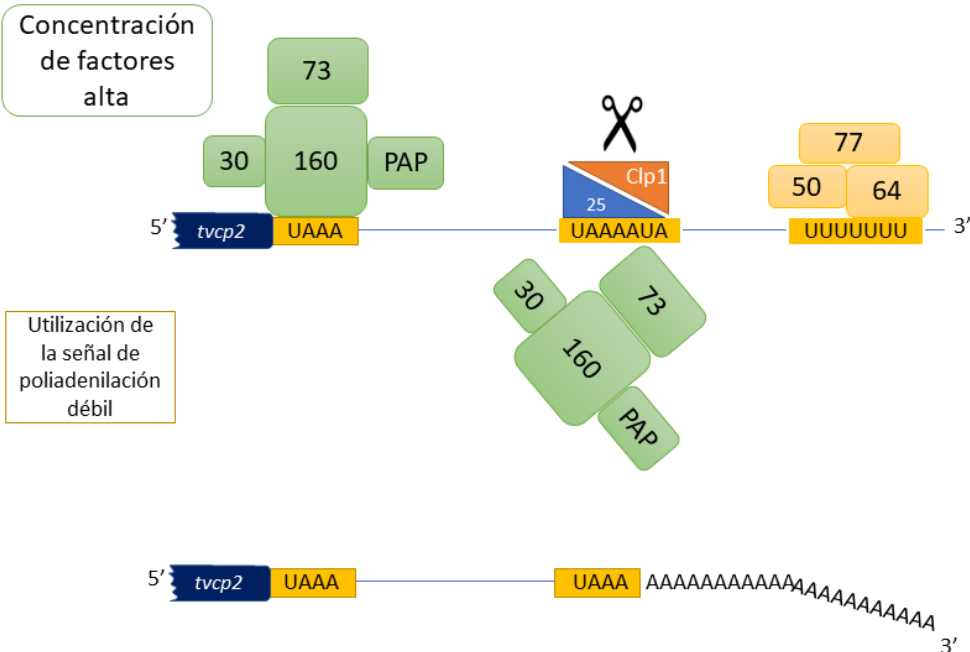 Concentración
de factores
alta
73
30
160
PAP
Clp1
25
77
50
64
5’
tvcp2
UAAA
UAAAAUA
UUUUUUU
3’
30
73
160
PAP
Utilización de
la señal de
poliadenilación
débil
5’
tvcp2
UAAA
UAAA
AAAAAAAAAAAAAAAAAAAAAA
3’